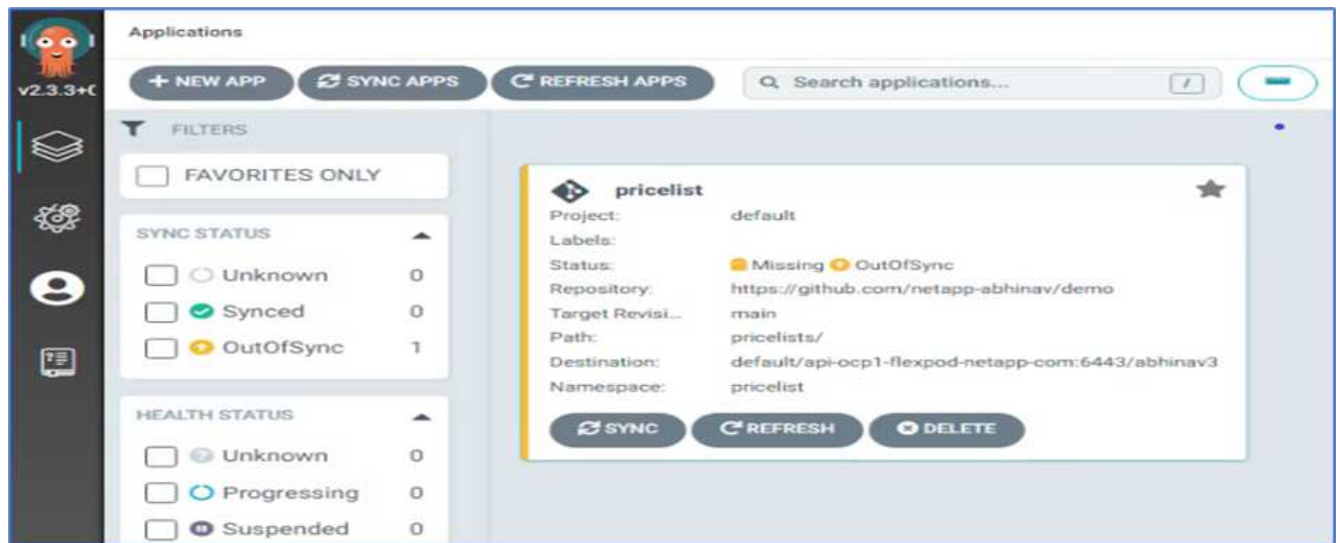 Applications
v2.3.3+
+ NEW APP
SYNC APPS
REFRESH APPS
Search applications...
/
FILTERS
FAVORITES ONLY
SYNC STATUS
Unknown 0
Synced 0
OutOfSync 1
HEALTH STATUS
Unknown 0
Progressing 0
Suspended 0
pricelist
Project: default
Labels:
Status: Missing OutOfSync
Repository: https://github.com/netapp-abhinav/demo
Target Revisi... main
Path: pricelists/
Destination: default/api-ocp1-flexpod-netapp-com:6443/abhinav3
Namespace: pricelist
SYNC
REFRESH
DELETE